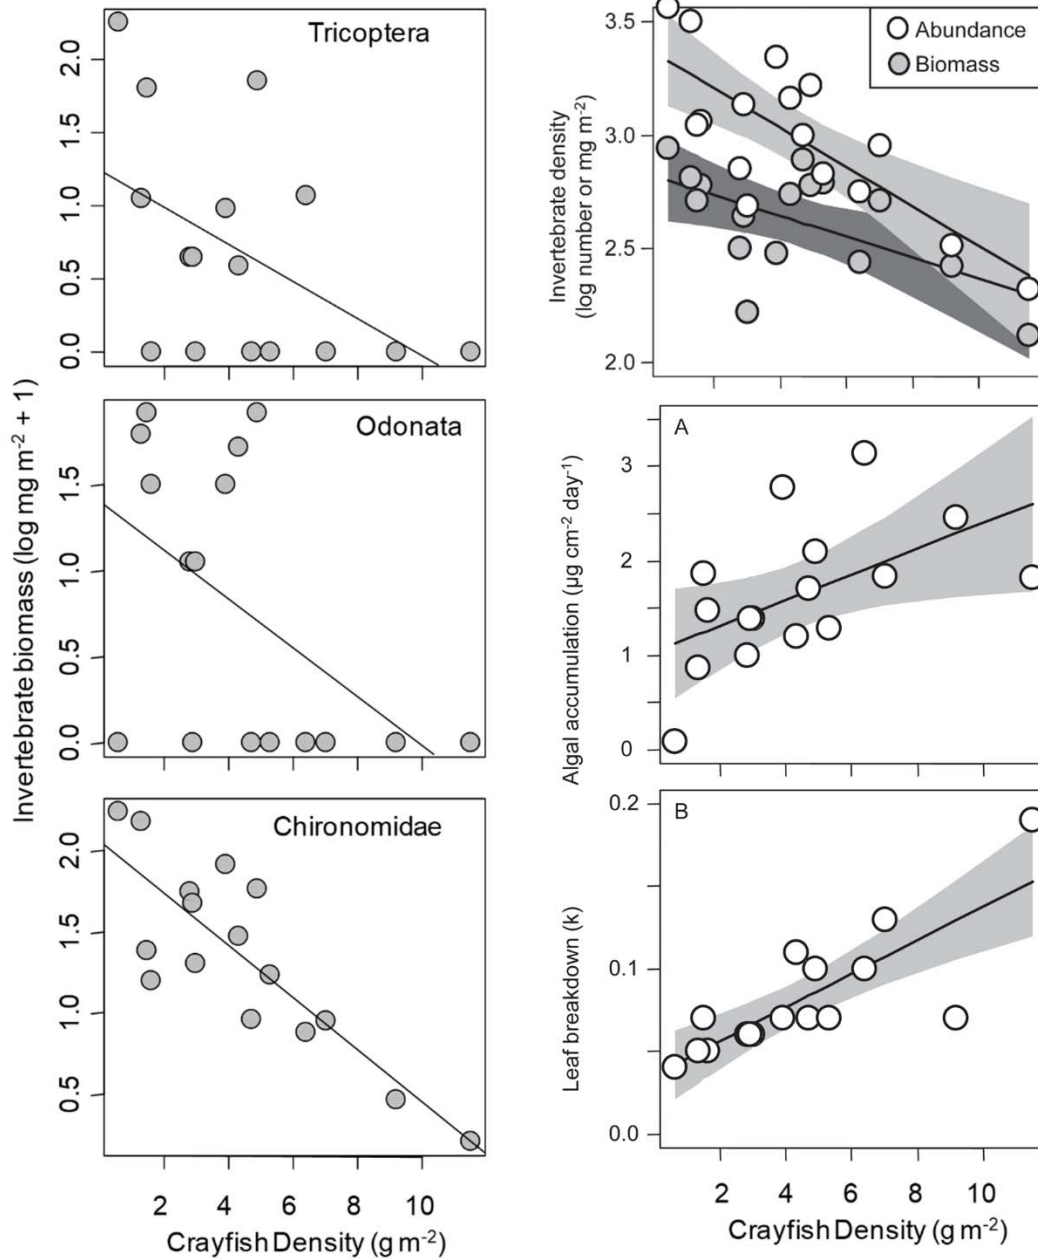 Invertebrate biomass (log mg m⁻² + 1)
Tricoptera
2.0
1.5
1.0
0.5
0.0
Odonata
1.5
1.0
0.5
0.0
Chironomidae
2.0
1.5
1.0
0.5
2 4 6 8 10
Crayfish Density (g m⁻²)
Abundance
Biomass
Invertebrate density
(log number or mg m⁻²)
3.5
3.0
2.5
2.0
A
Algal accumulation (µg cm⁻² day⁻¹)
3
2
1
0
B
Leaf breakdown (k)
0.2
0.1
0.0
2 4 6 8 10
Crayfish Density (g m⁻²)